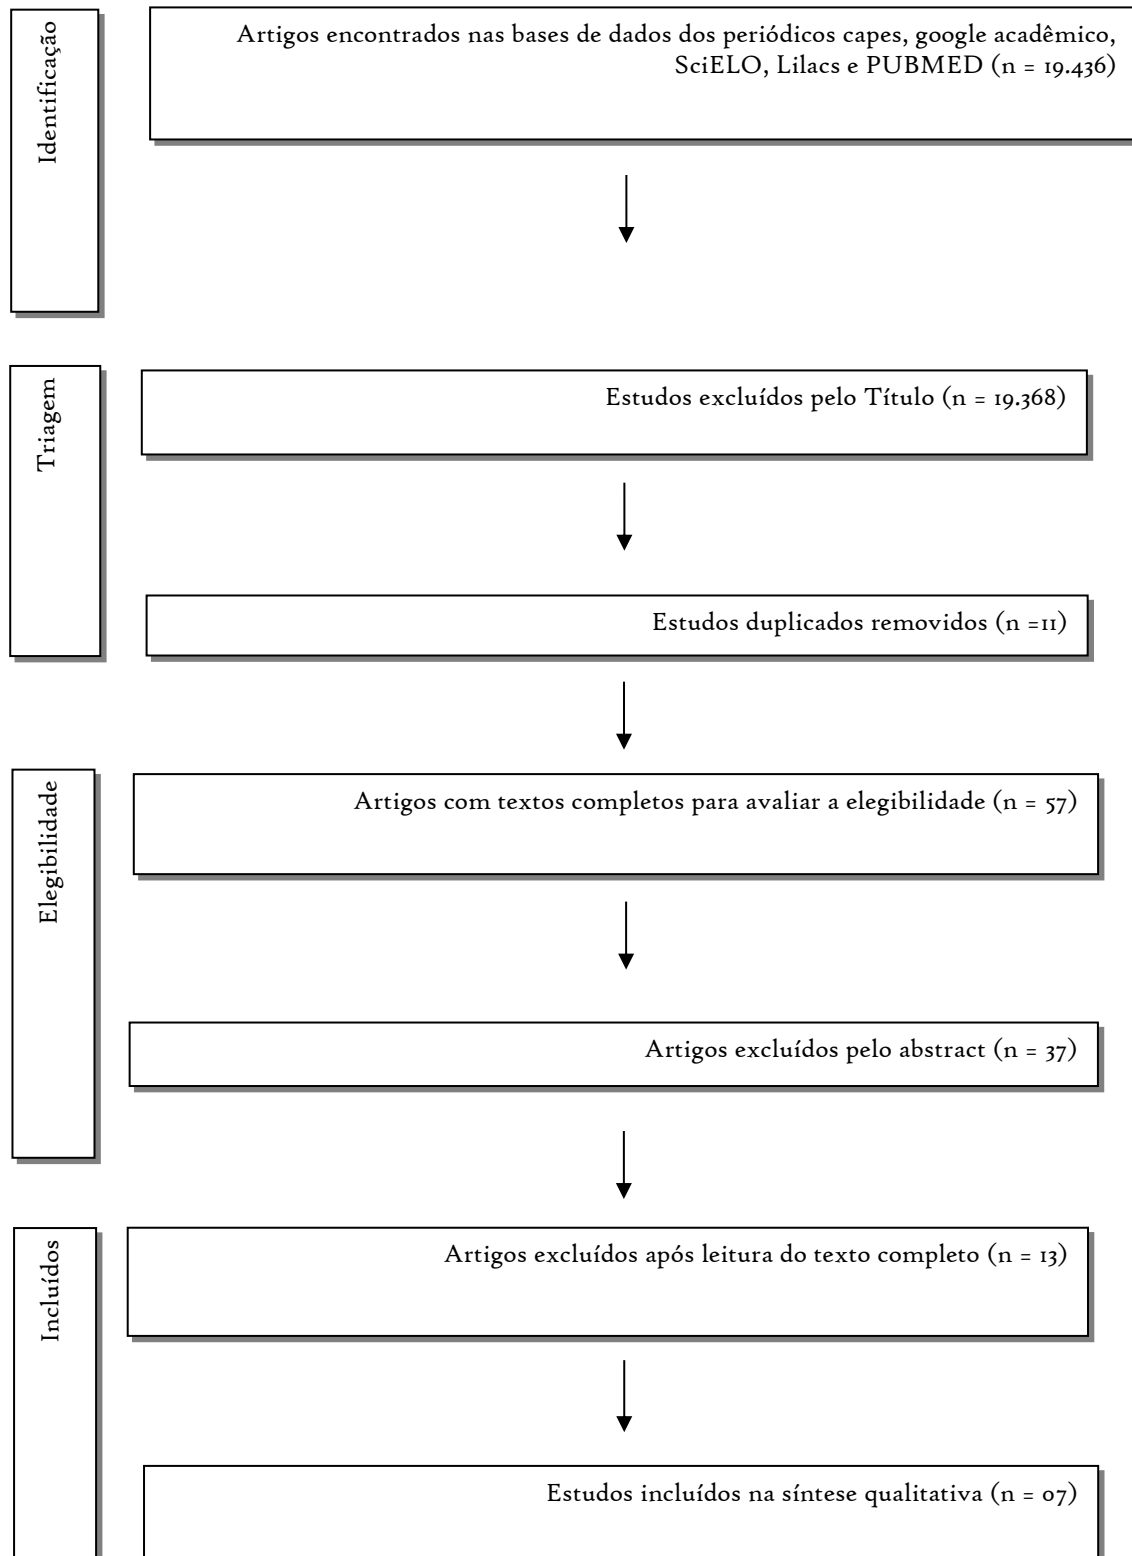 Identificação
Artigos encontrados nas bases de dados dos periódicos capes, google acadêmico,
SciELO, Lilacs e PUBMED (n = 19.436)
Triagem
Estudos excluídos pelo Título (n = 19.368)
Estudos duplicados removidos (n =11)
Elegibilidade
Artigos com textos completos para avaliar a elegibilidade (n = 57)
Artigos excluídos pelo abstract (n = 37)
Incluídos
Artigos excluídos após leitura do texto completo (n = 13)
Estudos incluídos na síntese qualitativa (n = 07)